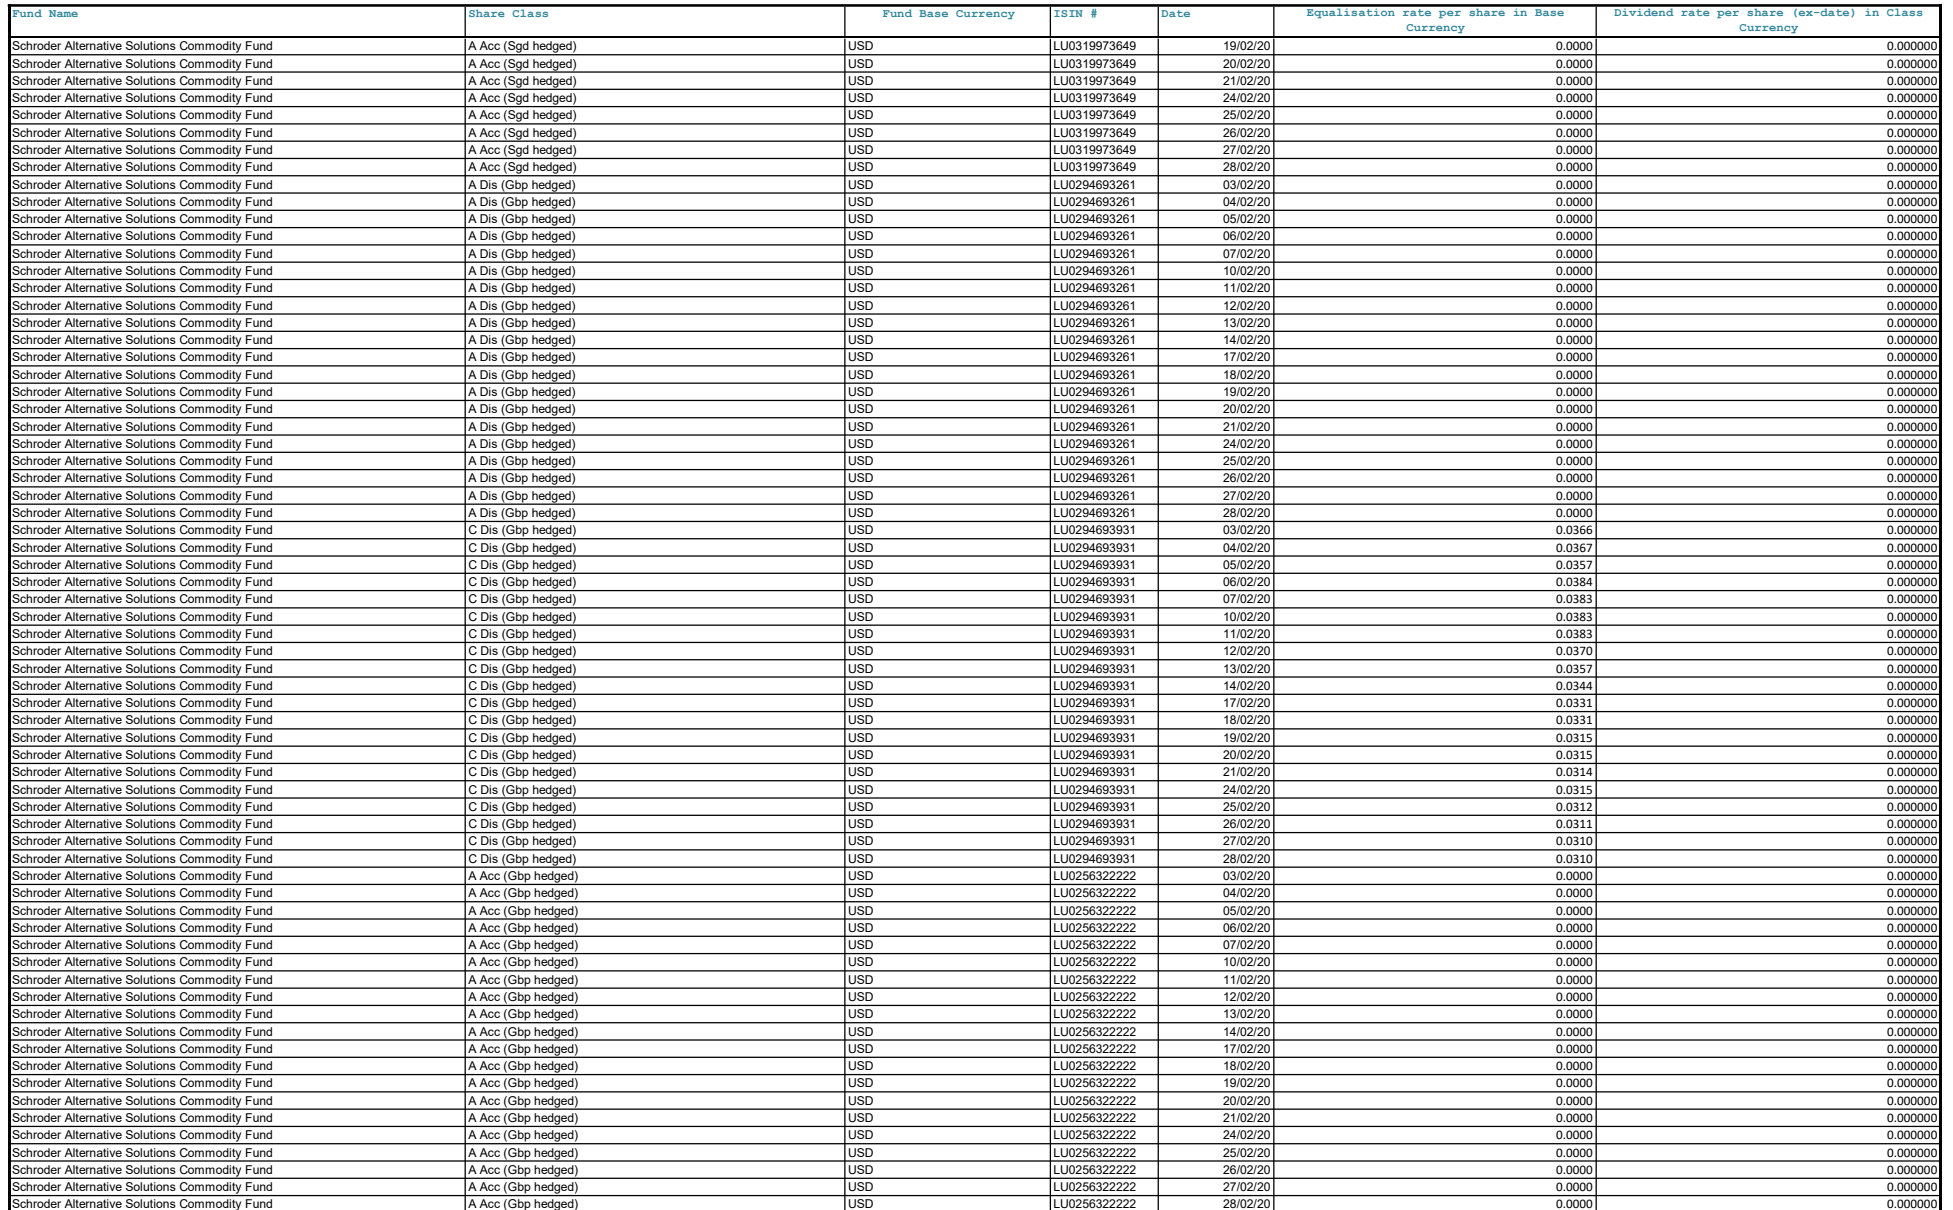 Fund Name Share Class Fund Base Currency ISIN # Date Equalisation rate per share in Base Currency Dividend rate per share (ex-date) in Class Currency
Schroder Alternative Solutions Commodity Fund A Acc (Sgd hedged) USD LU0319973649 19/02/20 0.0000 0.000000
Schroder Alternative Solutions Commodity Fund A Acc (Sgd hedged) USD LU0319973649 20/02/20 0.0000 0.000000
Schroder Alternative Solutions Commodity Fund A Acc (Sgd hedged) USD LU0319973649 21/02/20 0.0000 0.000000
Schroder Alternative Solutions Commodity Fund A Acc (Sgd hedged) USD LU0319973649 24/02/20 0.0000 0.000000
Schroder Alternative Solutions Commodity Fund A Acc (Sgd hedged) USD LU0319973649 25/02/20 0.0000 0.000000
Schroder Alternative Solutions Commodity Fund A Acc (Sgd hedged) USD LU0319973649 26/02/20 0.0000 0.000000
Schroder Alternative Solutions Commodity Fund A Acc (Sgd hedged) USD LU0319973649 27/02/20 0.0000 0.000000
Schroder Alternative Solutions Commodity Fund A Acc (Sgd hedged) USD LU0319973649 28/02/20 0.0000 0.000000
Schroder Alternative Solutions Commodity Fund A Dis (Gbp hedged) USD LU0294693261 03/02/20 0.0000 0.000000
Schroder Alternative Solutions Commodity Fund A Dis (Gbp hedged) USD LU0294693261 04/02/20 0.0000 0.000000
Schroder Alternative Solutions Commodity Fund A Dis (Gbp hedged) USD LU0294693261 05/02/20 0.0000 0.000000
Schroder Alternative Solutions Commodity Fund A Dis (Gbp hedged) USD LU0294693261 06/02/20 0.0000 0.000000
Schroder Alternative Solutions Commodity Fund A Dis (Gbp hedged) USD LU0294693261 07/02/20 0.0000 0.000000
Schroder Alternative Solutions Commodity Fund A Dis (Gbp hedged) USD LU0294693261 10/02/20 0.0000 0.000000
Schroder Alternative Solutions Commodity Fund A Dis (Gbp hedged) USD LU0294693261 11/02/20 0.0000 0.000000
Schroder Alternative Solutions Commodity Fund A Dis (Gbp hedged) USD LU0294693261 12/02/20 0.0000 0.000000
Schroder Alternative Solutions Commodity Fund A Dis (Gbp hedged) USD LU0294693261 13/02/20 0.0000 0.000000
Schroder Alternative Solutions Commodity Fund A Dis (Gbp hedged) USD LU0294693261 14/02/20 0.0000 0.000000
Schroder Alternative Solutions Commodity Fund A Dis (Gbp hedged) USD LU0294693261 17/02/20 0.0000 0.000000
Schroder Alternative Solutions Commodity Fund A Dis (Gbp hedged) USD LU0294693261 18/02/20 0.0000 0.000000
Schroder Alternative Solutions Commodity Fund A Dis (Gbp hedged) USD LU0294693261 19/02/20 0.0000 0.000000
Schroder Alternative Solutions Commodity Fund A Dis (Gbp hedged) USD LU0294693261 20/02/20 0.0000 0.000000
Schroder Alternative Solutions Commodity Fund A Dis (Gbp hedged) USD LU0294693261 21/02/20 0.0000 0.000000
Schroder Alternative Solutions Commodity Fund A Dis (Gbp hedged) USD LU0294693261 24/02/20 0.0000 0.000000
Schroder Alternative Solutions Commodity Fund A Dis (Gbp hedged) USD LU0294693261 25/02/20 0.0000 0.000000
Schroder Alternative Solutions Commodity Fund A Dis (Gbp hedged) USD LU0294693261 26/02/20 0.0000 0.000000
Schroder Alternative Solutions Commodity Fund A Dis (Gbp hedged) USD LU0294693261 27/02/20 0.0000 0.000000
Schroder Alternative Solutions Commodity Fund A Dis (Gbp hedged) USD LU0294693261 28/02/20 0.0000 0.000000
Schroder Alternative Solutions Commodity Fund C Dis (Gbp hedged) USD LU0294693931 03/02/20 0.0366 0.000000
Schroder Alternative Solutions Commodity Fund C Dis (Gbp hedged) USD LU0294693931 04/02/20 0.0367 0.000000
Schroder Alternative Solutions Commodity Fund C Dis (Gbp hedged) USD LU0294693931 05/02/20 0.0357 0.000000
Schroder Alternative Solutions Commodity Fund C Dis (Gbp hedged) USD LU0294693931 06/02/20 0.0384 0.000000
Schroder Alternative Solutions Commodity Fund C Dis (Gbp hedged) USD LU0294693931 07/02/20 0.0383 0.000000
Schroder Alternative Solutions Commodity Fund C Dis (Gbp hedged) USD LU0294693931 10/02/20 0.0383 0.000000
Schroder Alternative Solutions Commodity Fund C Dis (Gbp hedged) USD LU0294693931 11/02/20 0.0383 0.000000
Schroder Alternative Solutions Commodity Fund C Dis (Gbp hedged) USD LU0294693931 12/02/20 0.0370 0.000000
Schroder Alternative Solutions Commodity Fund C Dis (Gbp hedged) USD LU0294693931 13/02/20 0.0357 0.000000
Schroder Alternative Solutions Commodity Fund C Dis (Gbp hedged) USD LU0294693931 14/02/20 0.0344 0.000000
Schroder Alternative Solutions Commodity Fund C Dis (Gbp hedged) USD LU0294693931 17/02/20 0.0331 0.000000
Schroder Alternative Solutions Commodity Fund C Dis (Gbp hedged) USD LU0294693931 18/02/20 0.0331 0.000000
Schroder Alternative Solutions Commodity Fund C Dis (Gbp hedged) USD LU0294693931 19/02/20 0.0315 0.000000
Schroder Alternative Solutions Commodity Fund C Dis (Gbp hedged) USD LU0294693931 20/02/20 0.0315 0.000000
Schroder Alternative Solutions Commodity Fund C Dis (Gbp hedged) USD LU0294693931 21/02/20 0.0314 0.000000
Schroder Alternative Solutions Commodity Fund C Dis (Gbp hedged) USD LU0294693931 24/02/20 0.0315 0.000000
Schroder Alternative Solutions Commodity Fund C Dis (Gbp hedged) USD LU0294693931 25/02/20 0.0312 0.000000
Schroder Alternative Solutions Commodity Fund C Dis (Gbp hedged) USD LU0294693931 26/02/20 0.0311 0.000000
Schroder Alternative Solutions Commodity Fund C Dis (Gbp hedged) USD LU0294693931 27/02/20 0.0310 0.000000
Schroder Alternative Solutions Commodity Fund C Dis (Gbp hedged) USD LU0294693931 28/02/20 0.0310 0.000000
Schroder Alternative Solutions Commodity Fund A Acc (Gbp hedged) USD LU0256322222 03/02/20 0.0000 0.000000
Schroder Alternative Solutions Commodity Fund A Acc (Gbp hedged) USD LU0256322222 04/02/20 0.0000 0.000000
Schroder Alternative Solutions Commodity Fund A Acc (Gbp hedged) USD LU0256322222 05/02/20 0.0000 0.000000
Schroder Alternative Solutions Commodity Fund A Acc (Gbp hedged) USD LU0256322222 06/02/20 0.0000 0.000000
Schroder Alternative Solutions Commodity Fund A Acc (Gbp hedged) USD LU0256322222 07/02/20 0.0000 0.000000
Schroder Alternative Solutions Commodity Fund A Acc (Gbp hedged) USD LU0256322222 10/02/20 0.0000 0.000000
Schroder Alternative Solutions Commodity Fund A Acc (Gbp hedged) USD LU0256322222 11/02/20 0.0000 0.000000
Schroder Alternative Solutions Commodity Fund A Acc (Gbp hedged) USD LU0256322222 12/02/20 0.0000 0.000000
Schroder Alternative Solutions Commodity Fund A Acc (Gbp hedged) USD LU0256322222 13/02/20 0.0000 0.000000
Schroder Alternative Solutions Commodity Fund A Acc (Gbp hedged) USD LU0256322222 14/02/20 0.0000 0.000000
Schroder Alternative Solutions Commodity Fund A Acc (Gbp hedged) USD LU0256322222 17/02/20 0.0000 0.000000
Schroder Alternative Solutions Commodity Fund A Acc (Gbp hedged) USD LU0256322222 18/02/20 0.0000 0.000000
Schroder Alternative Solutions Commodity Fund A Acc (Gbp hedged) USD LU0256322222 19/02/20 0.0000 0.000000
Schroder Alternative Solutions Commodity Fund A Acc (Gbp hedged) USD LU0256322222 20/02/20 0.0000 0.000000
Schroder Alternative Solutions Commodity Fund A Acc (Gbp hedged) USD LU0256322222 21/02/20 0.0000 0.000000
Schroder Alternative Solutions Commodity Fund A Acc (Gbp hedged) USD LU0256322222 24/02/20 0.0000 0.000000
Schroder Alternative Solutions Commodity Fund A Acc (Gbp hedged) USD LU0256322222 25/02/20 0.0000 0.000000
Schroder Alternative Solutions Commodity Fund A Acc (Gbp hedged) USD LU0256322222 26/02/20 0.0000 0.000000
Schroder Alternative Solutions Commodity Fund A Acc (Gbp hedged) USD LU0256322222 27/02/20 0.0000 0.000000
Schroder Alternative Solutions Commodity Fund A Acc (Gbp hedged) USD LU0256322222 28/02/20 0.0000 0.000000